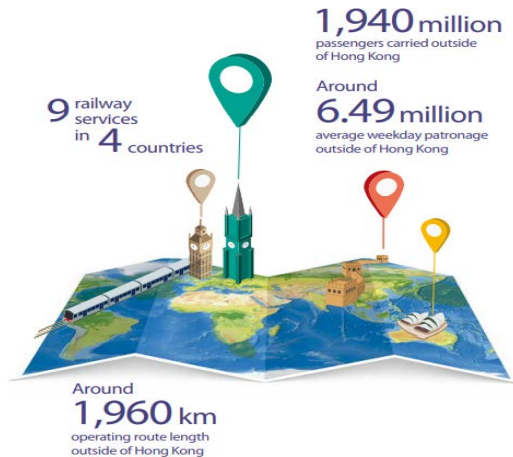 1,940 million
passengers carried outside
of Hong Kong
Around
6.49 million
average weekday patronage
outside of Hong Kong
9 railway
services
in 4 countries
Around
1,960 km
operating route length
outside of Hong Kong